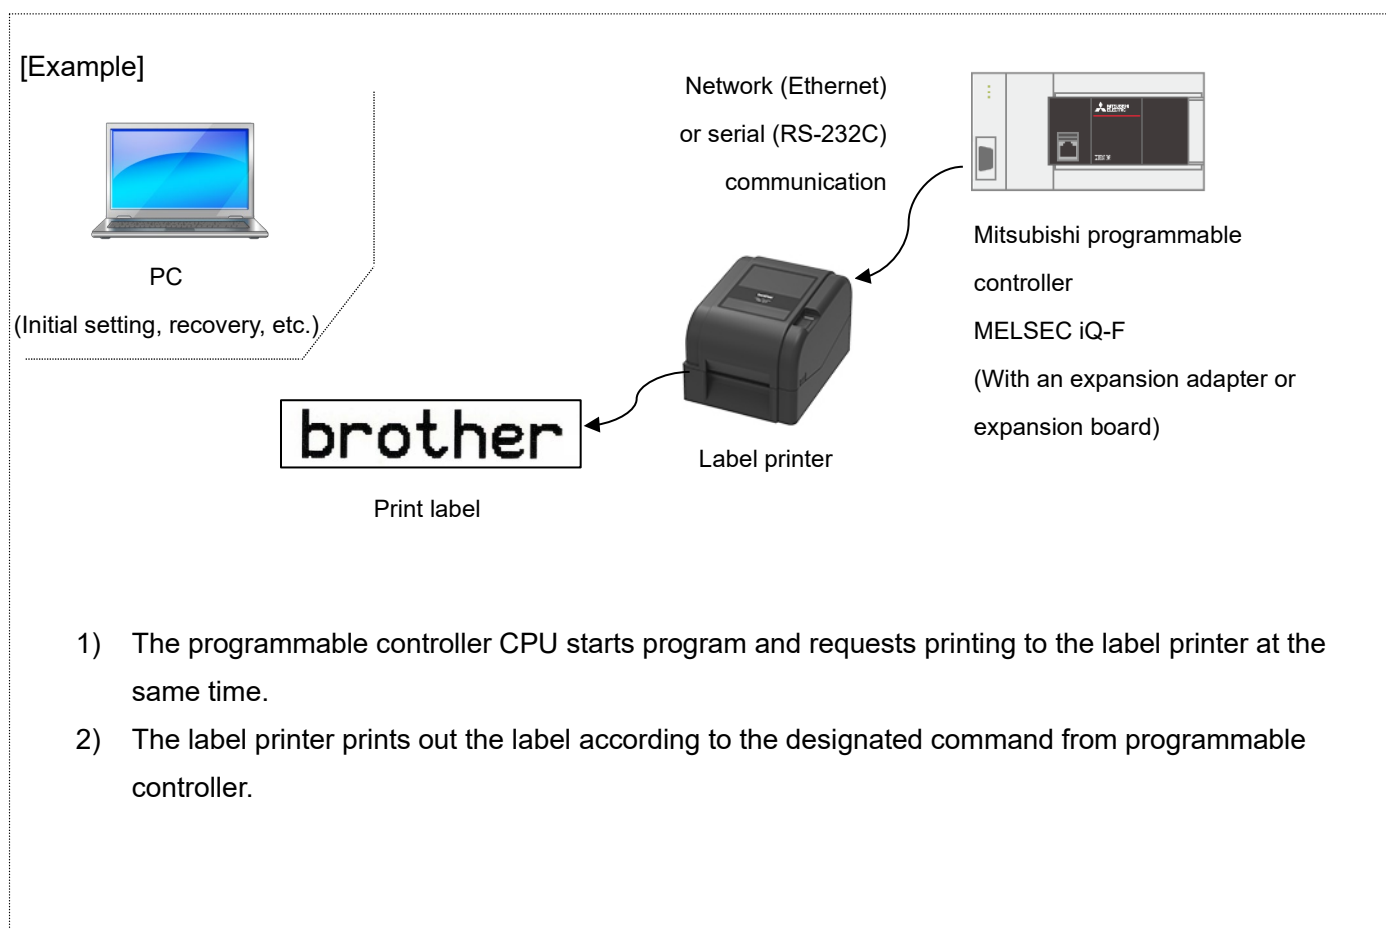 [Example]
Network (Ethernet)
or serial (RS-232C)
communication
MITSUBISHI
ELECTRIC
PC
(Initial setting, recovery, etc.)
Mitsubishi programmable
controller
MELSEC iQ-F
(With an expansion adapter or
expansion board)
brother
Label printer
Print label
1) The programmable controller CPU starts program and requests printing to the label printer at the
same time.
2) The label printer prints out the label according to the designated command from programmable
controller.